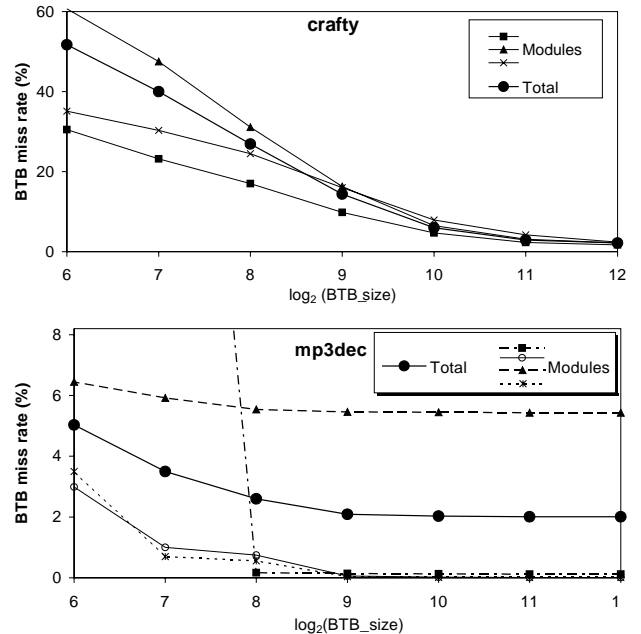 60
40
20
0
BTB miss rate (%)
crafty
Modules
Total
6 7 8 9 10 11 12
log₂ (BTB_size)
8
6
4
2
0
BTB miss rate (%)
mp3dec
Total
Modules
6 7 8 9 10 11 1
log₂(BTB_size)